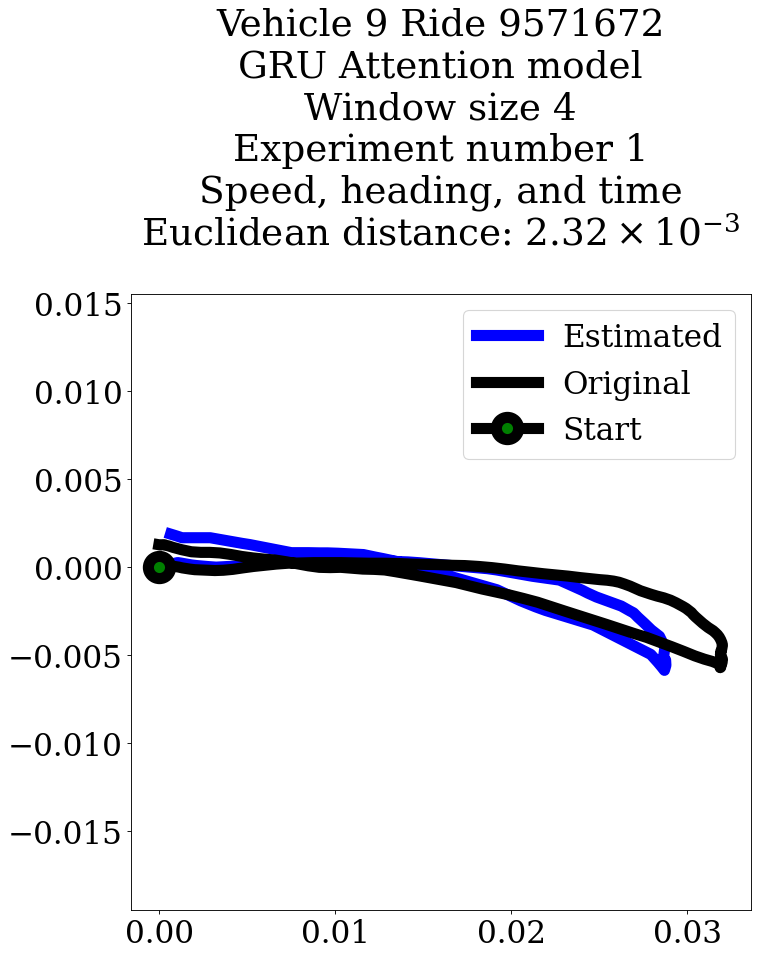 Vehicle 9 Ride 9571672
GRU Attention model
Window size 4
Experiment number 1
Speed, heading, and time
Euclidean distance: 2.32 × 10⁻³
0.015
Estimated
0.010
Original
Start
0.005
0.000
−0.005
−0.010
−0.015
0.00 0.01 0.02 0.03